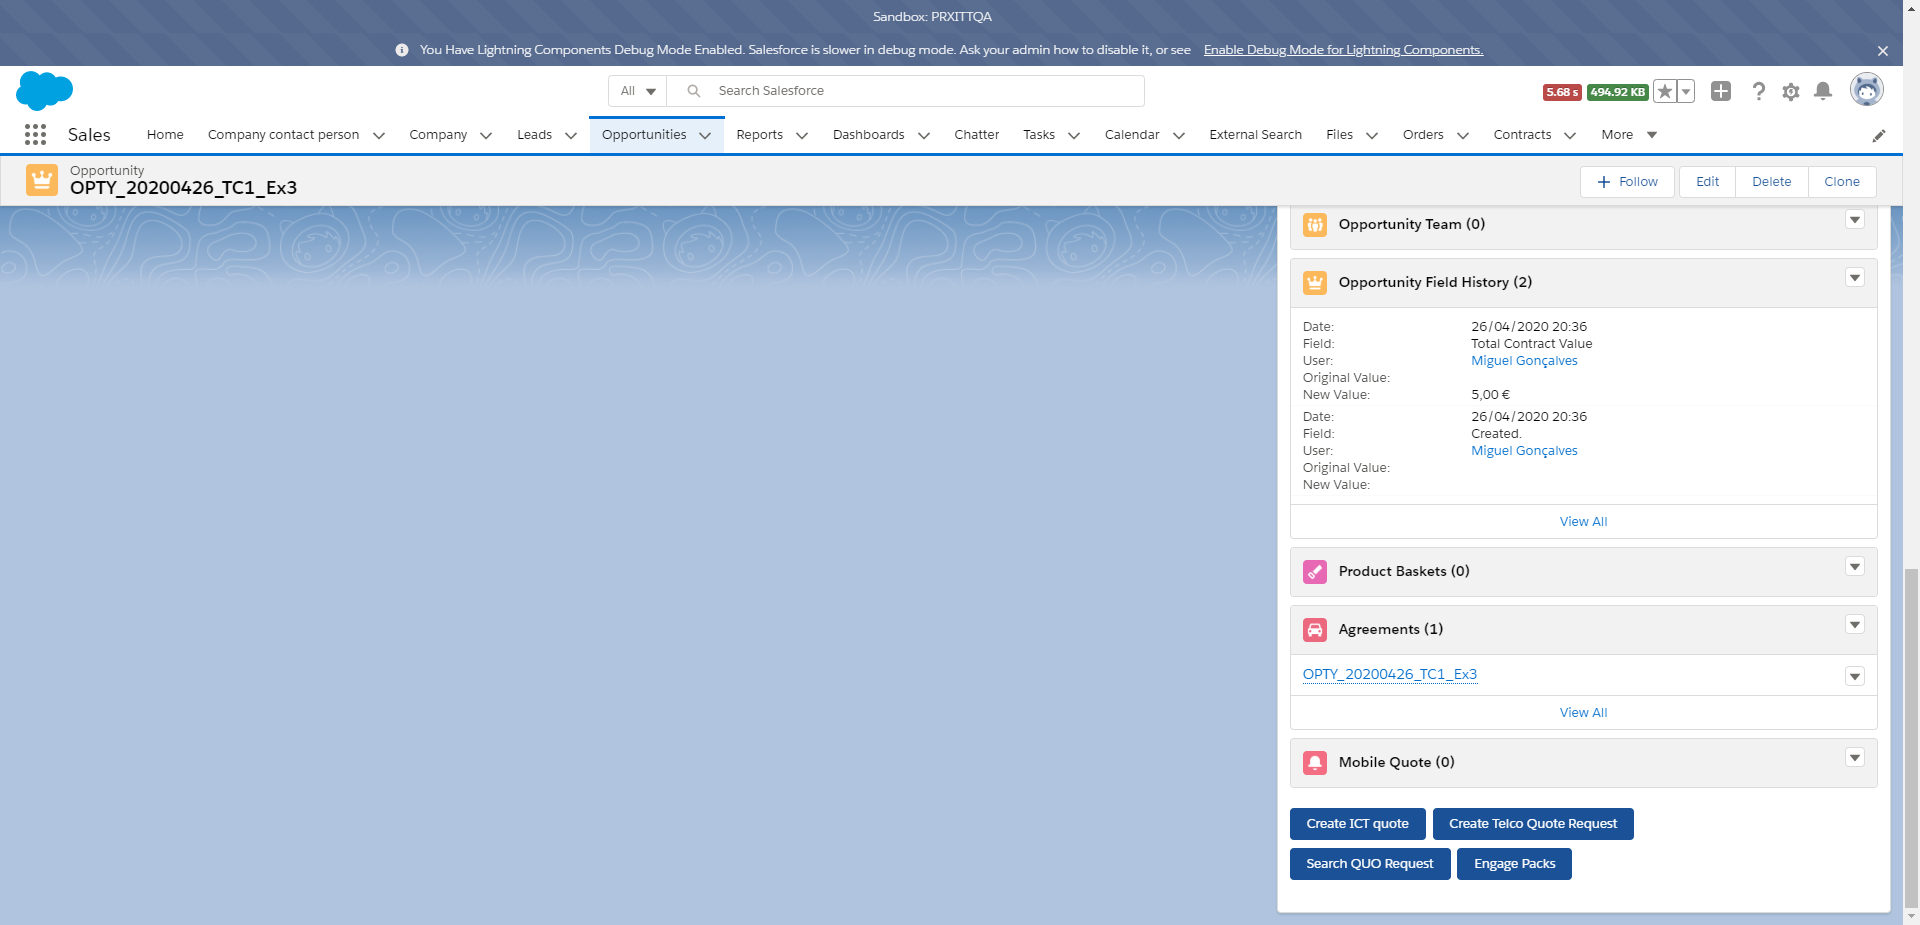 Sandbox: PRXITTQA
You Have Lightning Components Debug Mode Enabled. Salesforce is slower in debug mode. Ask your admin how to disable it, or see Enable Debug Mode for Lightning Components.
All Search Salesforce 5.68 s 494.92 KB
Sales Home Company contact person Company Leads Opportunities Reports Dashboards Chatter Tasks Calendar External Search Files Orders Contracts More
Opportunity
OPTY_20200426_TC1_Ex3
Follow Edit Delete Clone
Opportunity Team (0)
Opportunity Field History (2)
Date: 26/04/2020 20:36
Field: Total Contract Value
User: Miguel Gonçalves
Original Value:
New Value: 5,00 €
Date: 26/04/2020 20:36
Field: Created.
User: Miguel Gonçalves
Original Value:
New Value:
View All
Product Baskets (0)
Agreements (1)
OPTY_20200426_TC1_Ex3
View All
Mobile Quote (0)
Create ICT quote Create Telco Quote Request
Search QUO Request Engage Packs